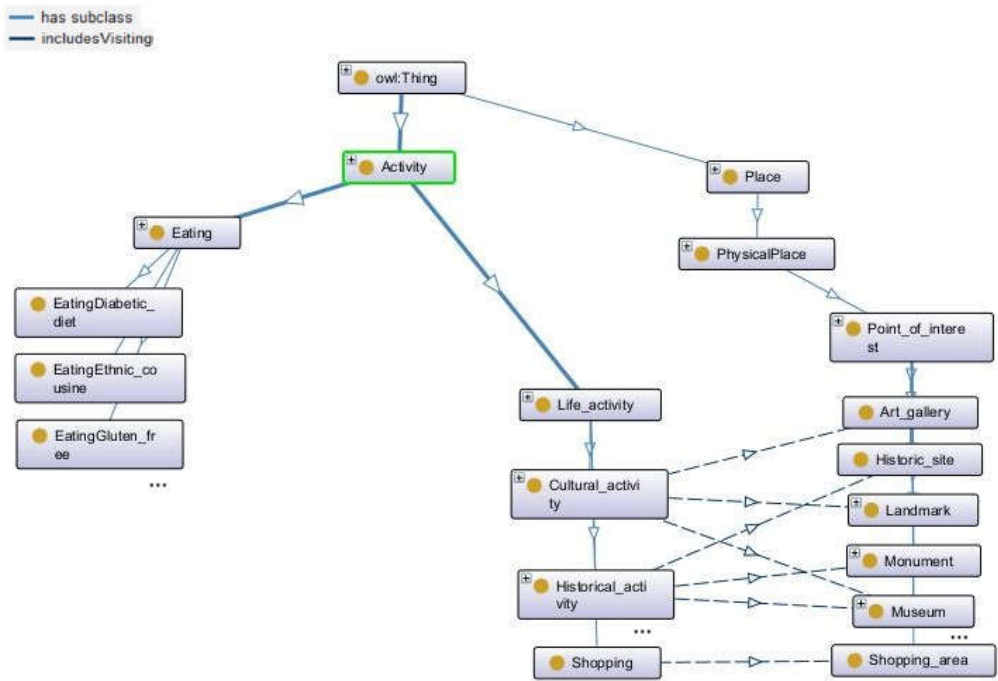 has subclass
includesVisiting
owl:Thing
Activity
Place
Eating
PhysicalPlace
EatingDiabetic_
diet
Point_of_intere
st
EatingEthnic_co
usine
Life_activity
Art_gallery
EatingGluten_fr
ee
Historic_site
...
Cultural_activi
ty
Landmark
Monument
Historical_acti
vity
Museum
...
...
Shopping
Shopping_area